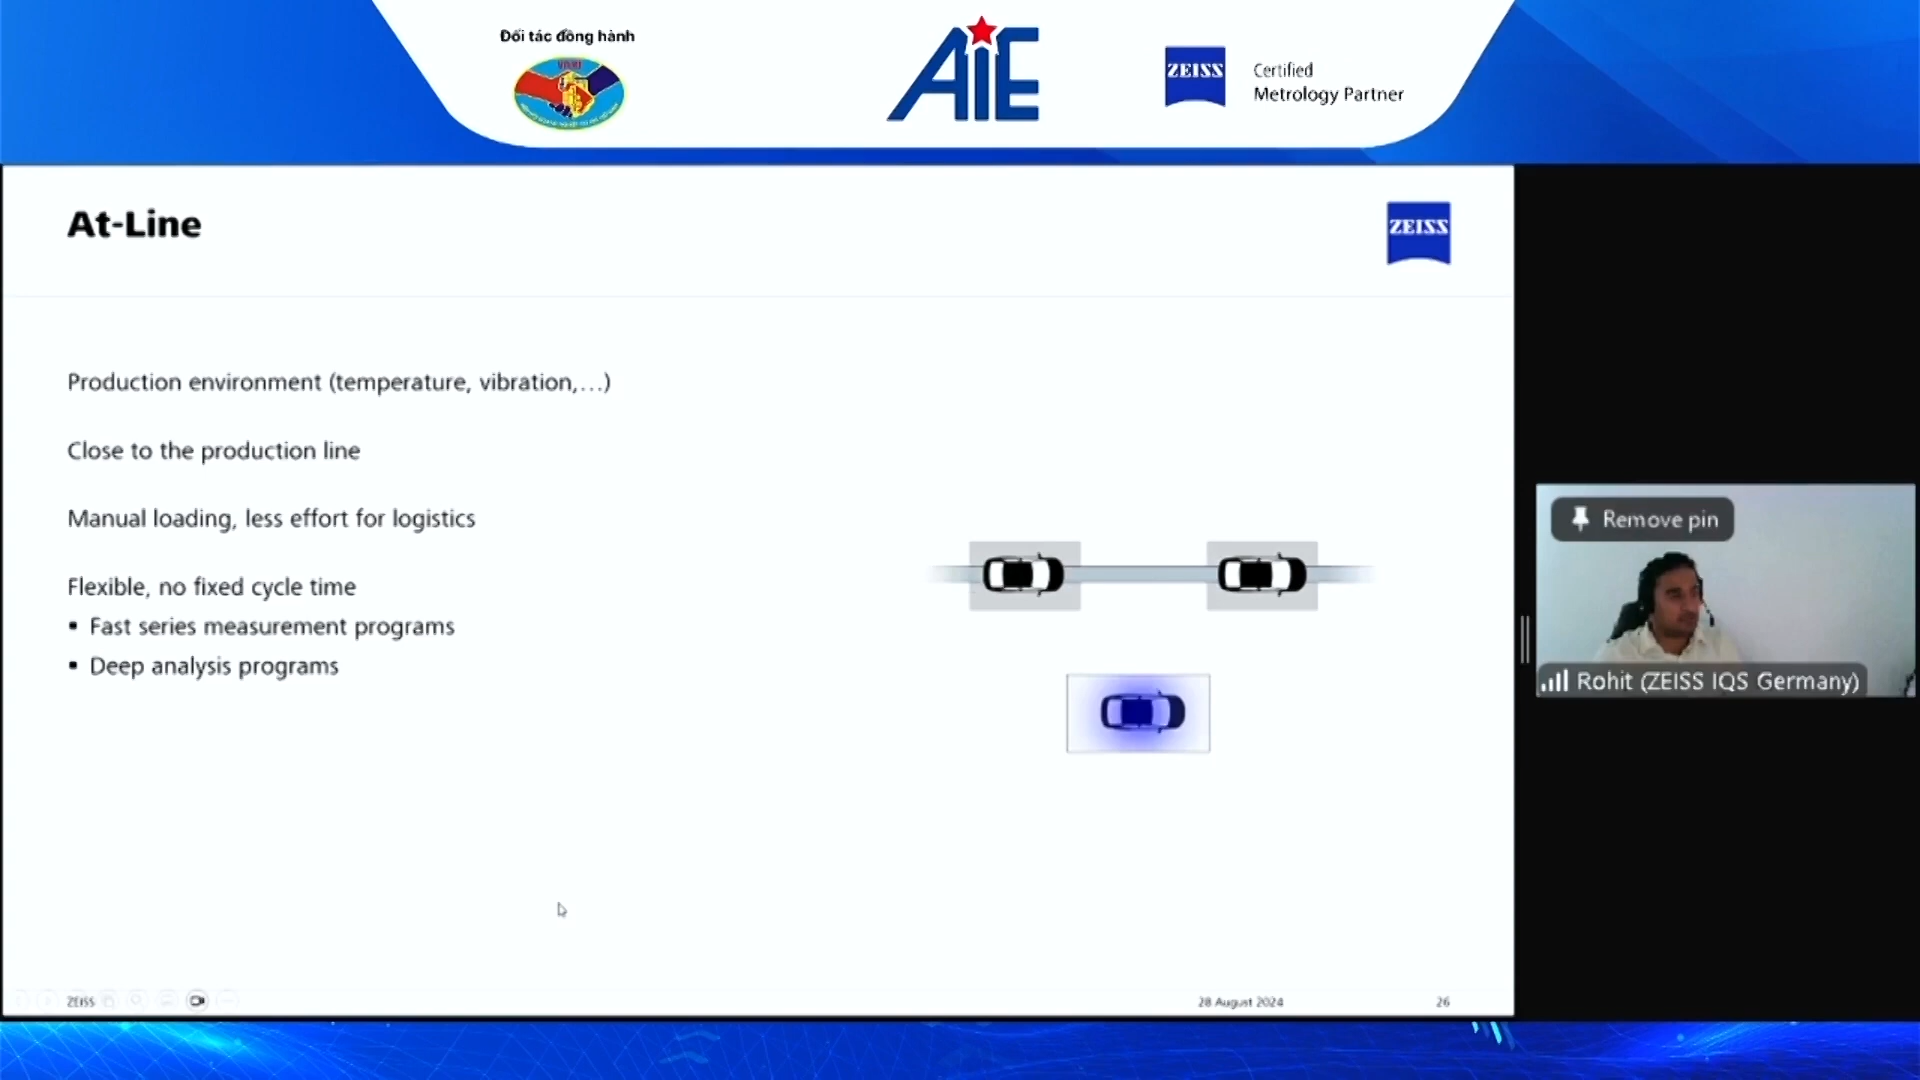 Đối tác đồng hành
AiE
ZEISS
Certified
Metrology Partner
At-Line
ZEISS
Production environment (temperature, vibration,...)
Close to the production line
Manual loading, less effort for logistics
Flexible, no fixed cycle time
▪ Fast series measurement programs
▪ Deep analysis programs
Remove pin
Rohit (ZEISS IQS Germany)
ZEISS
28 August 2024
26